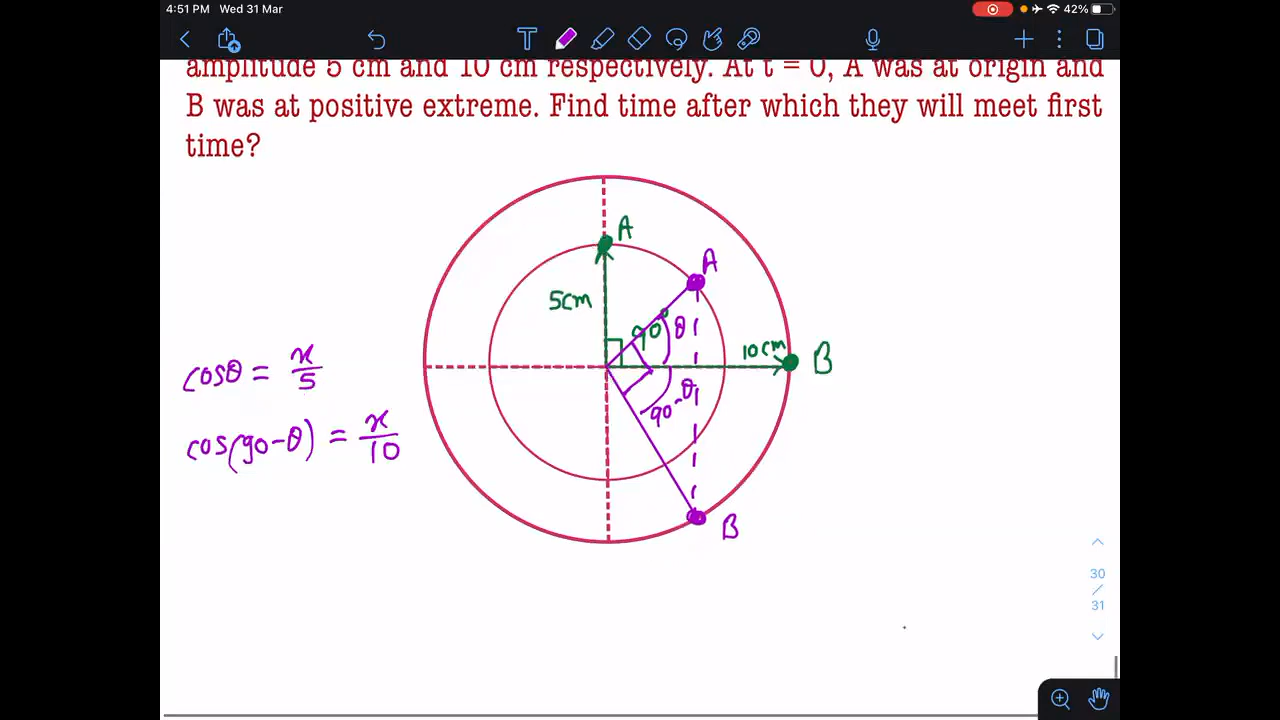 4:51 PM Wed 31 Mar 42%
amplitude 5 cm and 10 cm respectively. At t = 0, A was at origin and
B was at positive extreme. Find time after which they will meet first
time?
A
A
5cm
90°
θ
10cm
B
90-θ
cosθ = x/5
cos(90-θ) = x/10
B
30
/
31